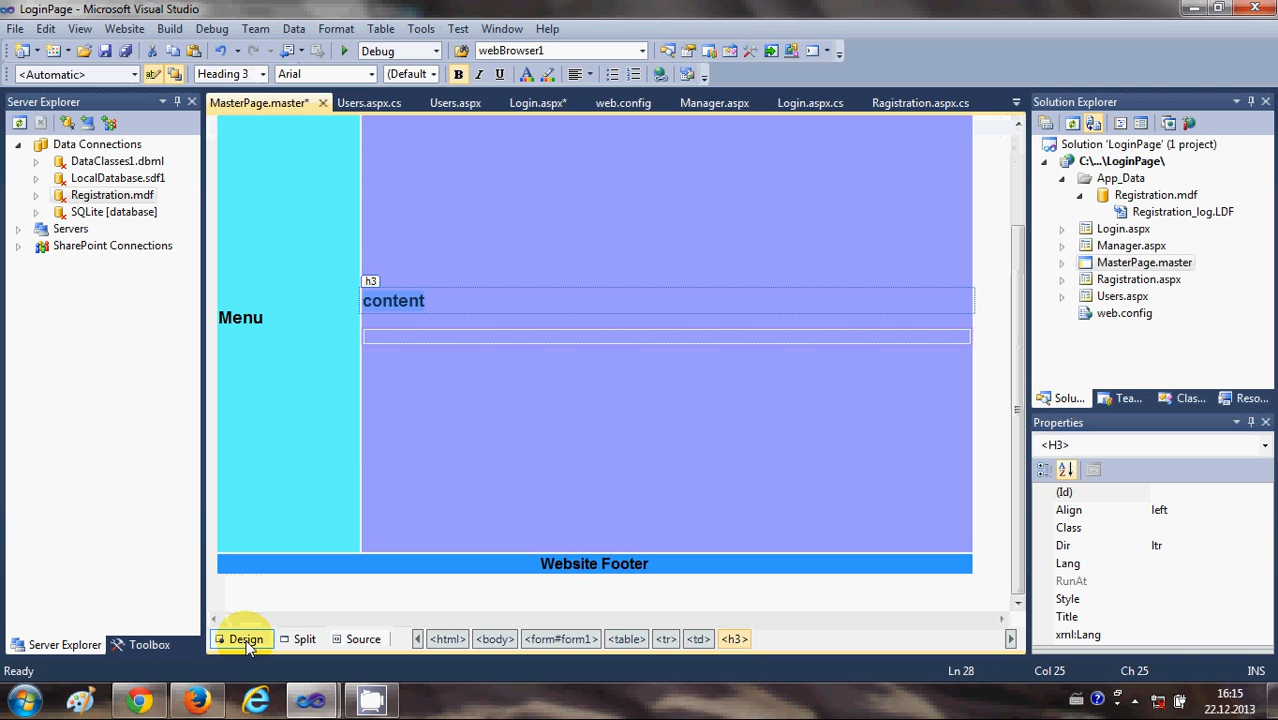 LoginPage - Microsoft Visual Studio
File Edit View Website Build Debug Team Data Format Table Tools Test Window Help
Debug webBrowser1
<Automatic> Heading 3 Arial (Default B I U A
Server Explorer
MasterPage.master* Users.aspx.cs Users.aspx Login.aspx* web.config Manager.aspx Login.aspx.cs Ragistration.aspx.cs
Solution Explorer
Data Connections
DataClasses1.dbml
LocalDatabase.sdf1
Registration.mdf
SQLite [database]
Servers
SharePoint Connections
h3
content
Menu
Website Footer
Solution 'LoginPage' (1 project)
C:\...\LoginPage\
App_Data
Registration.mdf
Registration_log.LDF
Login.aspx
Manager.aspx
MasterPage.master
Ragistration.aspx
Users.aspx
web.config
Solu... Tea... Clas... Reso...
Properties
<H3>
(Id)
Align left
Class
Dir ltr
Lang
RunAt
Style
Title
xml:Lang
Server Explorer Toolbox
Design Split Source <html> <body> <form#form1> <table> <tr> <td> <h3>
Ready Ln 28 Col 25 Ch 25 INS
16:15
22.12.2013